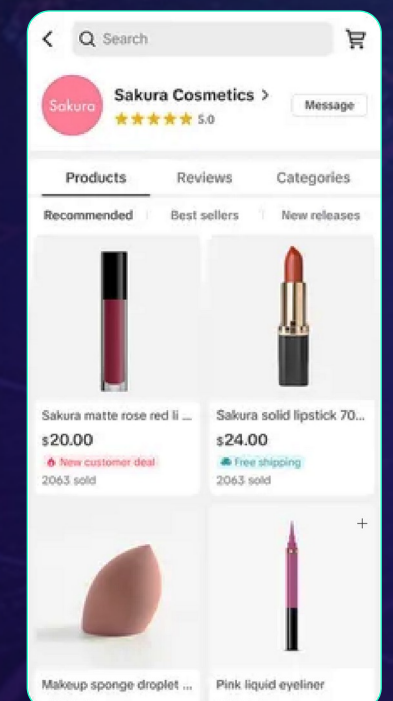 Search
Sakura
Sakura Cosmetics
5.0
Message
Products Reviews Categories
Recommended Best sellers New releases
Sakura matte rose red li ...
$20.00
New customer deal
2063 sold
Sakura solid lipstick 70...
$24.00
Free shipping
2063 sold
Makeup sponge droplet ...
Pink liquid eyeliner